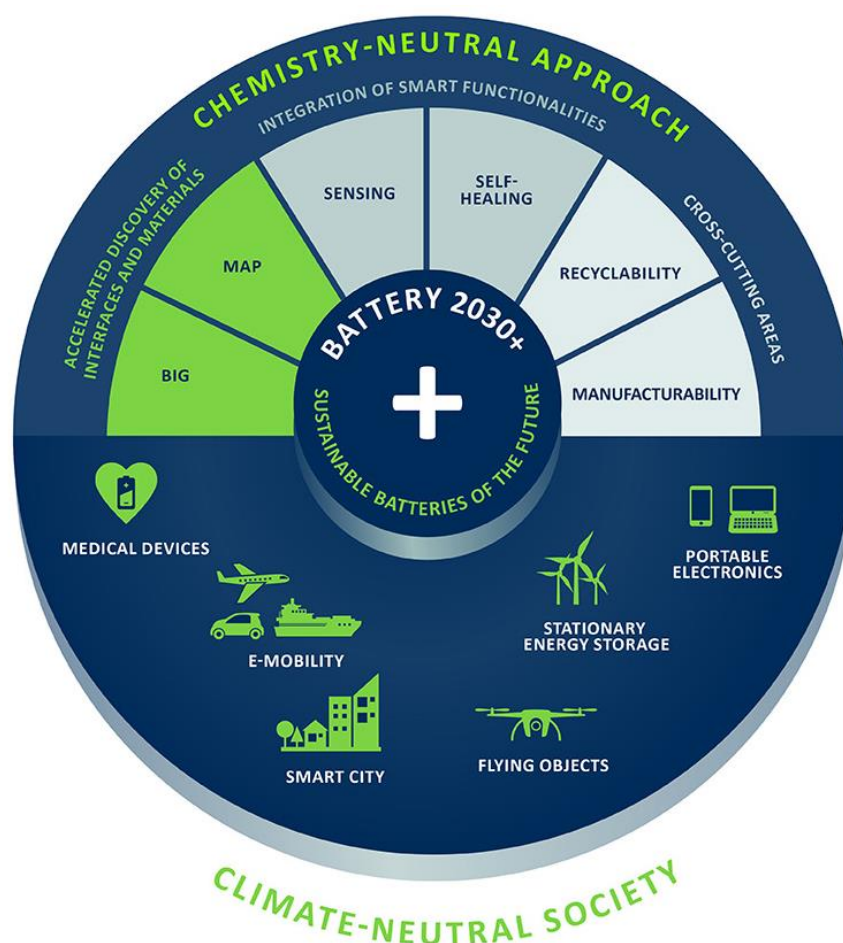 CHEMISTRY-NEUTRAL APPROACH
INTEGRATION OF SMART FUNCTIONALITIES
ACCELERATED DISCOVERY OF
INTERFACES AND MATERIALS
CROSS-CUTTING AREAS
BIG
MAP
SENSING
SELF-
HEALING
RECYCLABILITY
MANUFACTURABILITY
BATTERY 2030+
SUSTAINABLE BATTERIES OF THE FUTURE
MEDICAL DEVICES
E-MOBILITY
SMART CITY
FLYING OBJECTS
STATIONARY
ENERGY STORAGE
PORTABLE
ELECTRONICS
CLIMATE-NEUTRAL SOCIETY